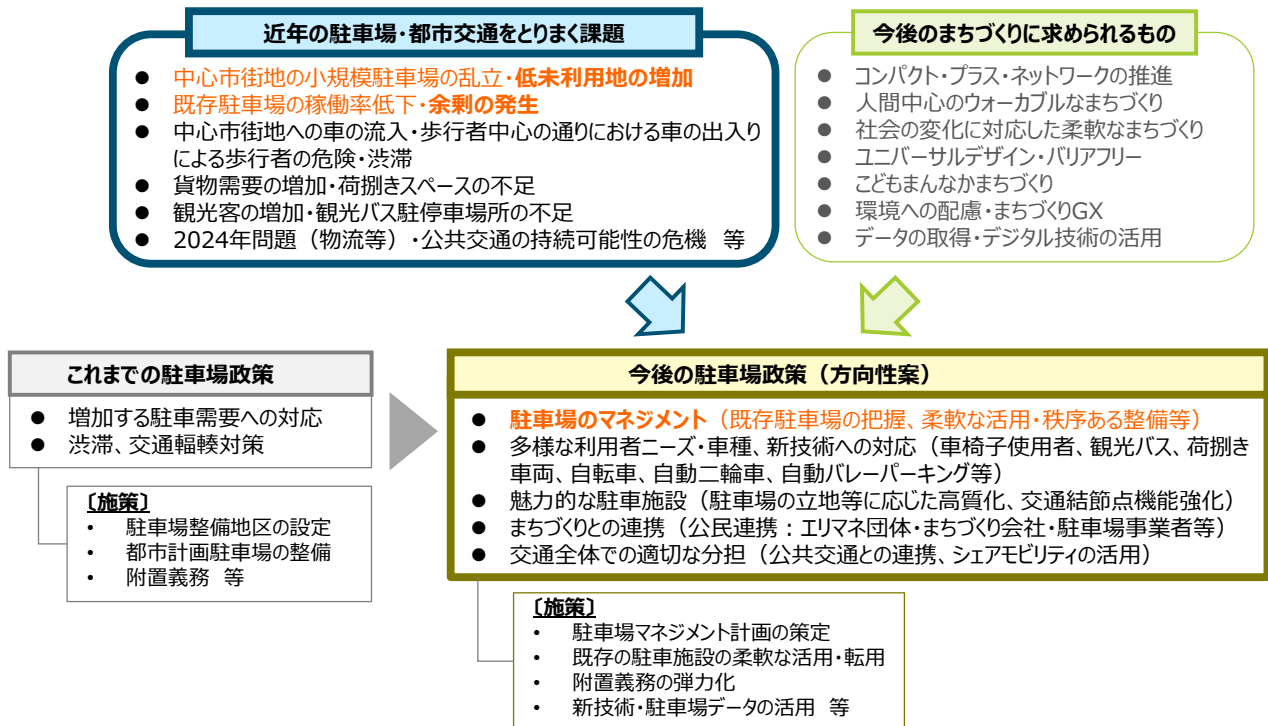 近年の駐車場・都市交通をとりまく課題
● 中心市街地の小規模駐車場の乱立・低未利用地の増加
● 既存駐車場の稼働率低下・余剰の発生
● 中心市街地への車の流入・歩行者中心の通りにおける車の出入り
による歩行者の危険・渋滞
● 貨物需要の増加・荷捌きスペースの不足
● 観光客の増加・観光バス駐停車場所の不足
● 2024年問題（物流等）・公共交通の持続可能性の危機 等
今後のまちづくりに求められるもの
● コンパクト・プラス・ネットワークの推進
● 人間中心のウォーカブルなまちづくり
● 社会の変化に対応した柔軟なまちづくり
● ユニバーサルデザイン・バリアフリー
● こどもまんなかまちづくり
● 環境への配慮・まちづくりGX
● データの取得・デジタル技術の活用
これまでの駐車場政策
● 増加する駐車需要への対応
● 渋滞、交通輻輳対策
〔施策〕
・ 駐車場整備地区の設定
・ 都市計画駐車場の整備
・ 附置義務 等
今後の駐車場政策（方向性案）
● 駐車場のマネジメント（既存駐車場の把握、柔軟な活用・秩序ある整備等）
● 多様な利用者ニーズ・車種、新技術への対応（車椅子使用者、観光バス、荷捌き
車両、自転車、自動二輪車、自動バレーパーキング等）
● 魅力的な駐車施設（駐車場の立地等に応じた高質化、交通結節点機能強化）
● まちづくりとの連携（公民連携：エリマネ団体・まちづくり会社・駐車場事業者等）
● 交通全体での適切な分担（公共交通との連携、シェアモビリティの活用）
〔施策〕
・ 駐車場マネジメント計画の策定
・ 既存の駐車施設の柔軟な活用・転用
・ 附置義務の弾力化
・ 新技術・駐車場データの活用 等